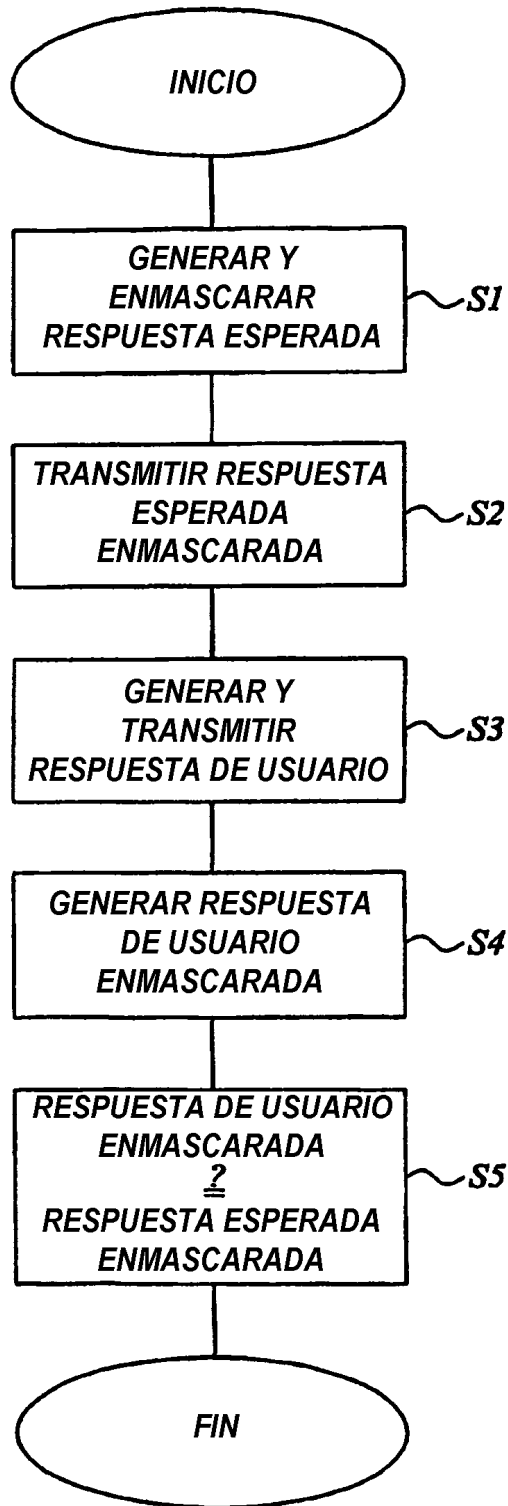 INICIO
GENERAR Y
ENMASCARAR
RESPUESTA ESPERADA
S1
TRANSMITIR RESPUESTA
ESPERADA
ENMASCARADA
S2
GENERAR Y
TRANSMITIR
RESPUESTA DE USUARIO
S3
GENERAR RESPUESTA
DE USUARIO
ENMASCARADA
S4
RESPUESTA DE USUARIO
ENMASCARADA
?
=
RESPUESTA ESPERADA
ENMASCARADA
S5
FIN